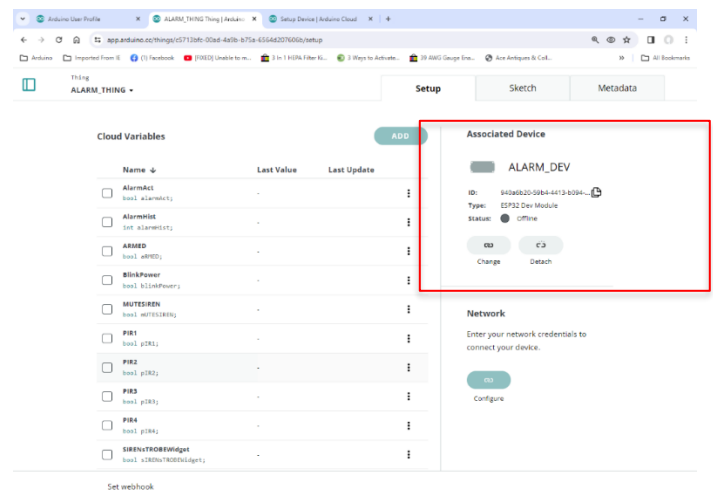 Arduino User Profile
ALARM_THING Thing | Arduino
Setup Device | Arduino Cloud
app.arduino.cc/things/c5713bfc-00ad-4a9b-b75a-6564d207606b/setup
Arduino
Imported From IE
(1) Facebook
[FIXED] Unable to m...
3 In 1 HEPA Filter Ki...
3 Ways to Activate...
39 AWG Gauge Ene...
Ace Antiques & Coll...
All Bookmarks
Thing
ALARM_THING
Setup
Sketch
Metadata
Cloud Variables
ADD
Name ↓ Last Value Last Update
AlarmAct
bool alarmAct;
-
AlarmHist
int alarmHist;
-
ARMED
bool aRMED;
-
BlinkPower
bool blinkPower;
-
MUTESIREN
bool mUTESIREN;
-
PIR1
bool pIR1;
-
PIR2
bool pIR2;
-
PIR3
bool pIR3;
-
PIR4
bool pIR4;
-
SIRENsTROBEWidget
bool sIRENsTROBEWidget;
-
Set webhook
Associated Device
ALARM_DEV
ID: 949a6b20-59b4-4413-b094-...
Type: ESP32 Dev Module
Status: Offline
Change
Detach
Network
Enter your network credentials to
connect your device.
Configure